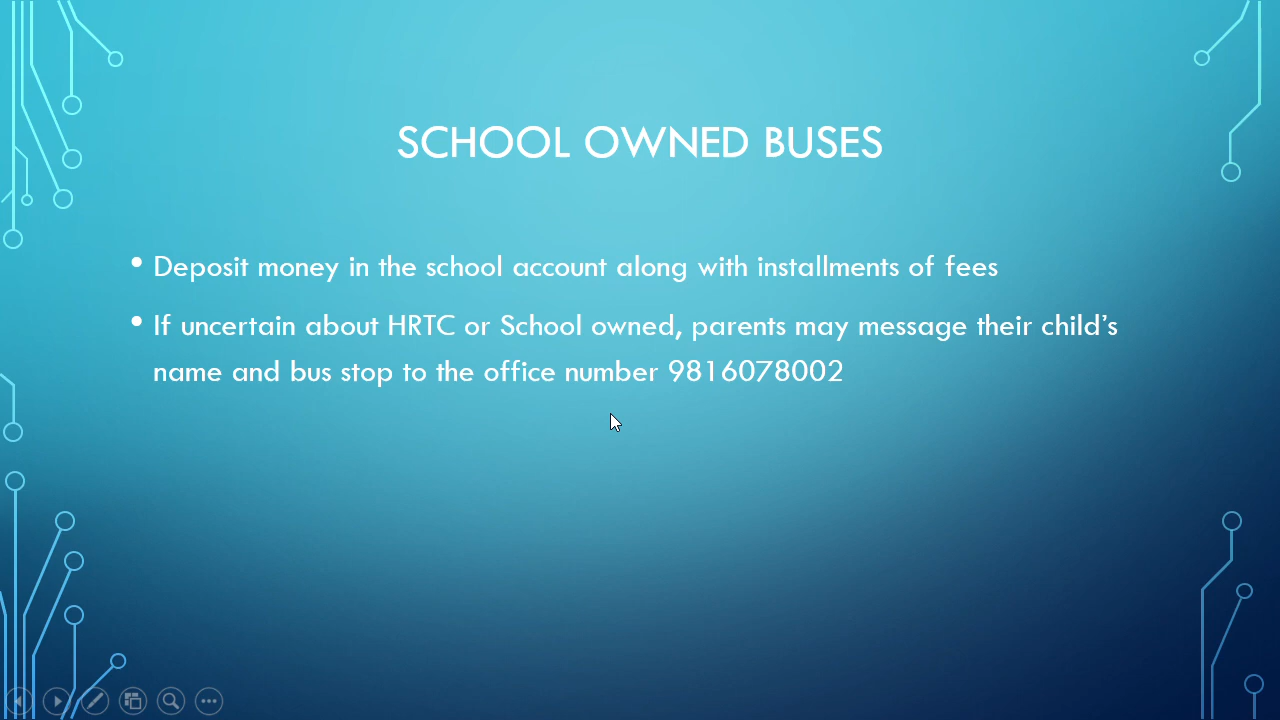 SCHOOL OWNED BUSES
• Deposit money in the school account along with installments of fees
• If uncertain about HRTC or School owned, parents may message their child’s
name and bus stop to the office number 9816078002